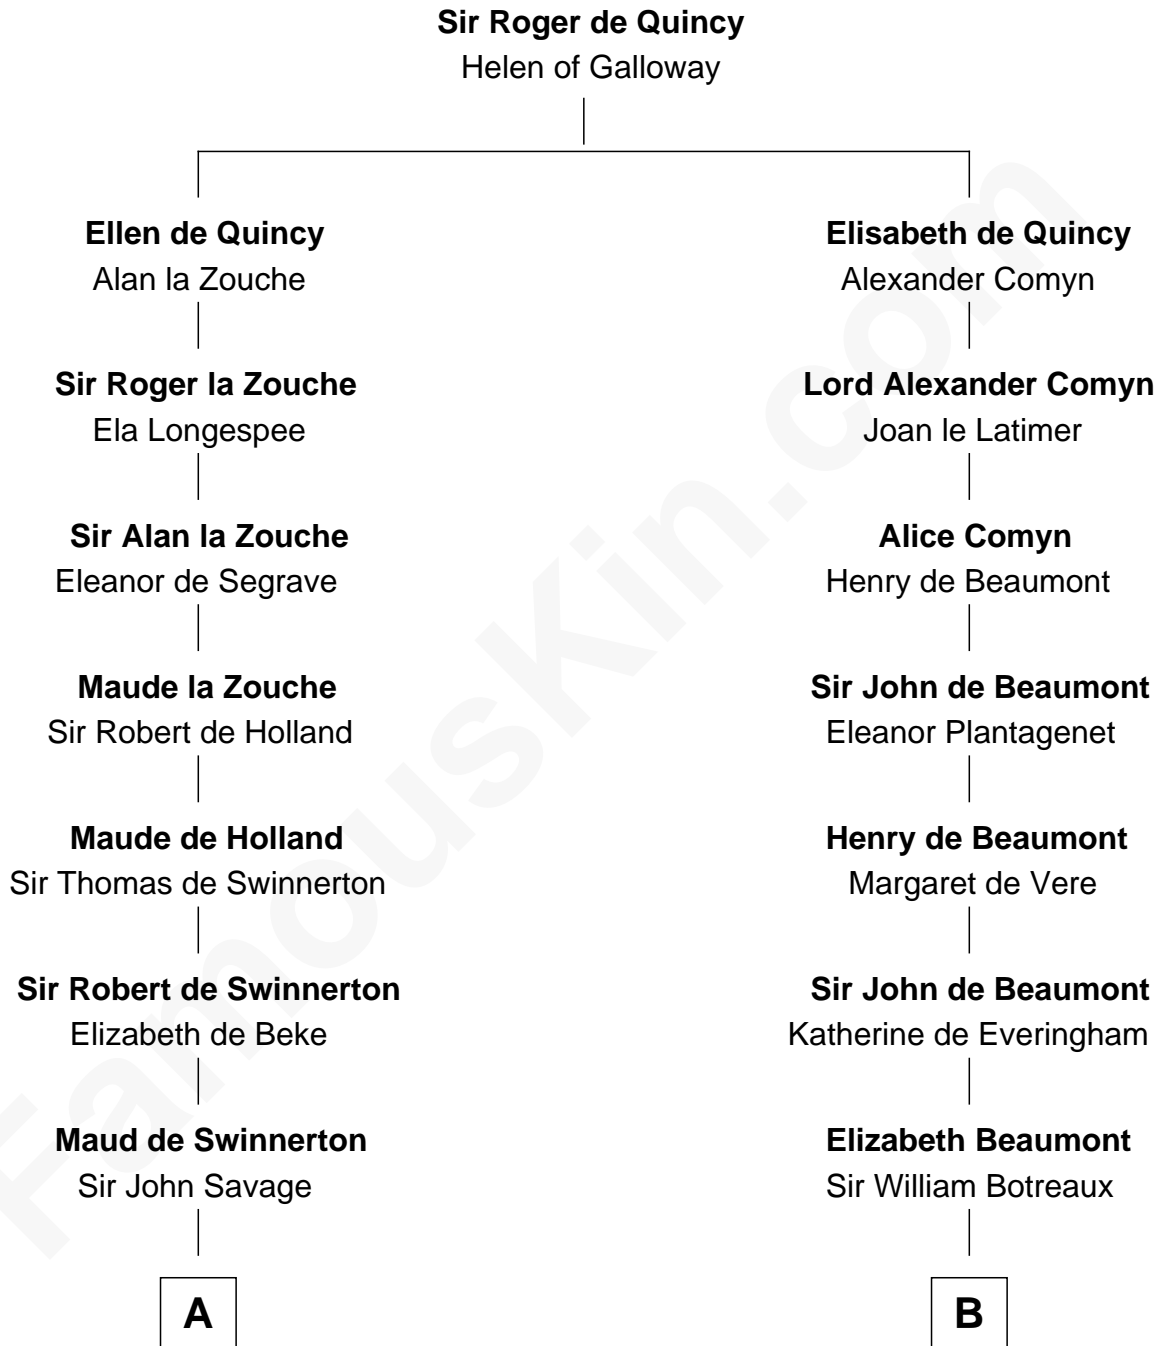 Sir Roger de Quincy
Helen of Galloway
Ellen de Quincy
Alan la Zouche
Elisabeth de Quincy
Alexander Comyn
Sir Roger la Zouche
Ela Longespee
Lord Alexander Comyn
Joan le Latimer
Sir Alan la Zouche
Eleanor de Segrave
Alice Comyn
Henry de Beaumont
Maude la Zouche
Sir Robert de Holland
Sir John de Beaumont
Eleanor Plantagenet
Maude de Holland
Sir Thomas de Swinnerton
Henry de Beaumont
Margaret de Vere
Sir Robert de Swinnerton
Elizabeth de Beke
Sir John de Beaumont
Katherine de Everingham
Maud de Swinnerton
Sir John Savage
Elizabeth Beaumont
Sir William Botreaux
A
B
FamousKin.com